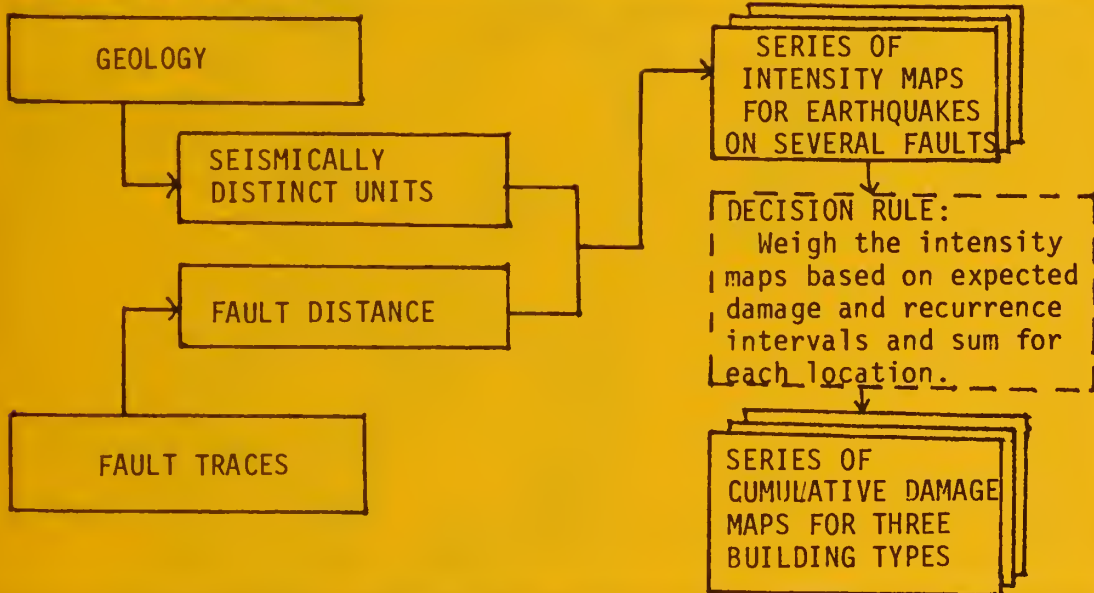 GEOLOGY
SEISMICALLY
DISTINCT UNITS
FAULT DISTANCE
FAULT TRACES
SERIES OF
INTENSITY MAPS
FOR EARTHQUAKES
ON SEVERAL FAULTS
DECISION RULE:
Weigh the intensity
maps based on expected
damage and recurrence
intervals and sum for
each location.
SERIES OF
CUMULATIVE DAMAGE
MAPS FOR THREE
BUILDING TYPES